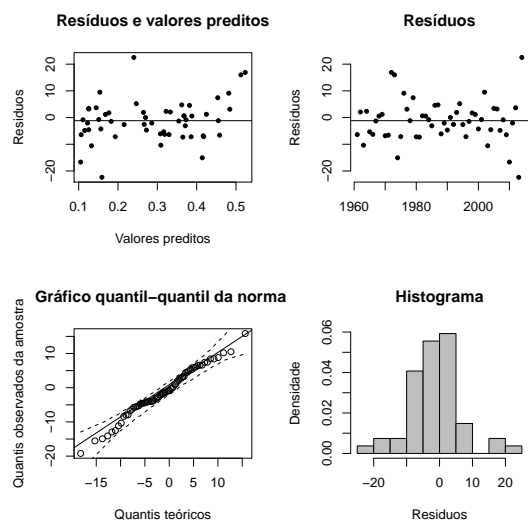 Resíduos e valores preditos
Resíduos
20
10
0
−20
0.1 0.2 0.3 0.4 0.5
Valores preditos
Resíduos
Resíduos
20
10
0
−20
1960 1980 2000
Gráfico quantil−quantil da norma
Quantis observados da amostra
10
0
−10
−20
−15 −5 0 5 10
Quantis teóricos
Histograma
Densidade
0.06
0.04
0.02
0.00
−20 0 10 20
Residuos